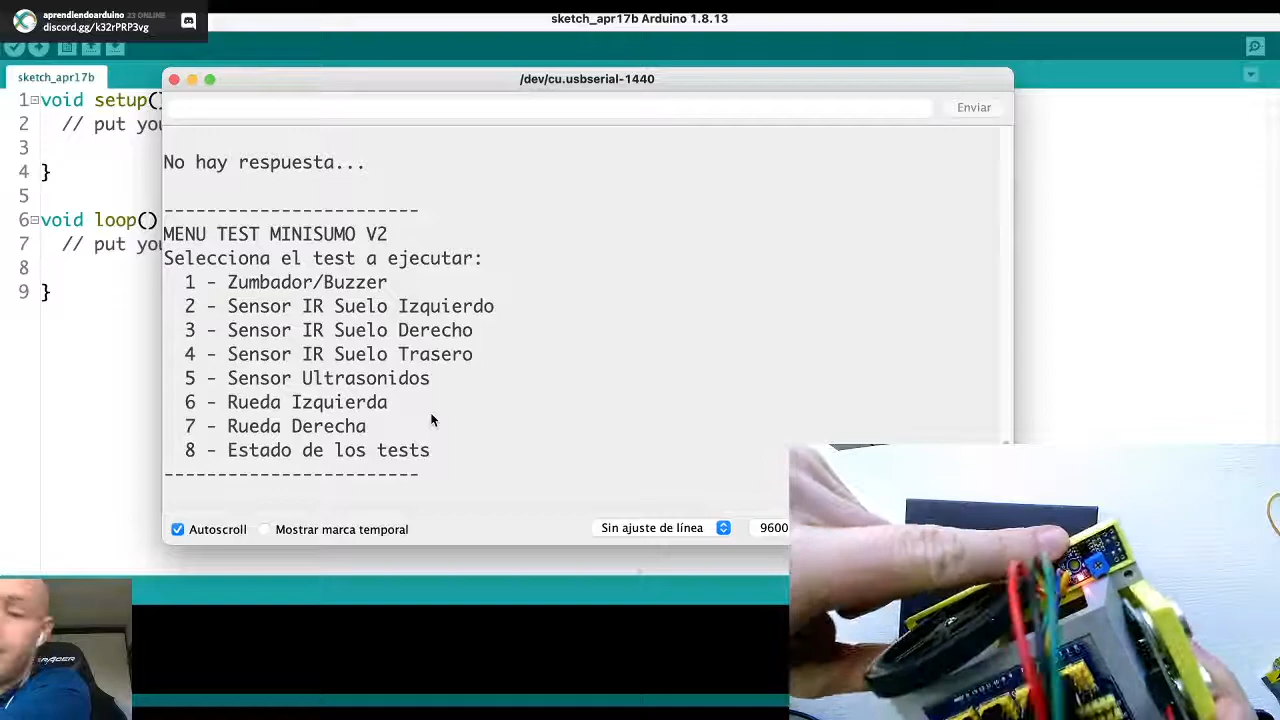 aprendiendoarduino 23 ONLINE
discord.gg/k32rPRP3vg
sketch_apr17b Arduino 1.8.13
sketch_apr17b
/dev/cu.usbserial-1440
Enviar
1 void setup()
2 // put you
3
4 }
5
6 void loop()
7 // put you
8
9 }
No hay respuesta...
-----------------------
MENU TEST MINISUMO V2
Selecciona el test a ejecutar:
1 - Zumbador/Buzzer
2 - Sensor IR Suelo Izquierdo
3 - Sensor IR Suelo Derecho
4 - Sensor IR Suelo Trasero
5 - Sensor Ultrasonidos
6 - Rueda Izquierda
7 - Rueda Derecha
8 - Estado de los tests
-----------------------
Autoscroll
Mostrar marca temporal
Sin ajuste de línea
9600